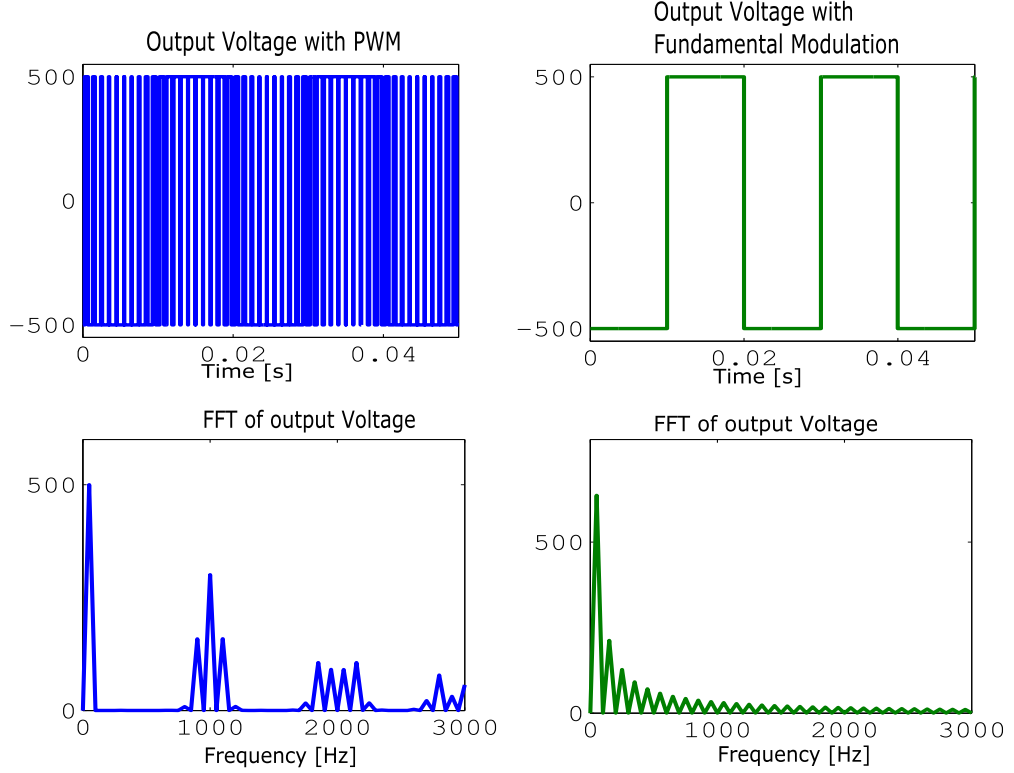 Output Voltage with PWM
500
0
−500
0
0.02
0.04
Time [s]
Output Voltage with
Fundamental Modulation
500
0
−500
0
0.02
0.04
Time [s]
FFT of output Voltage
500
0
0
1000
2000
3000
Frequency [Hz]
FFT of output Voltage
500
0
0
1000
2000
3000
Frequency [Hz]